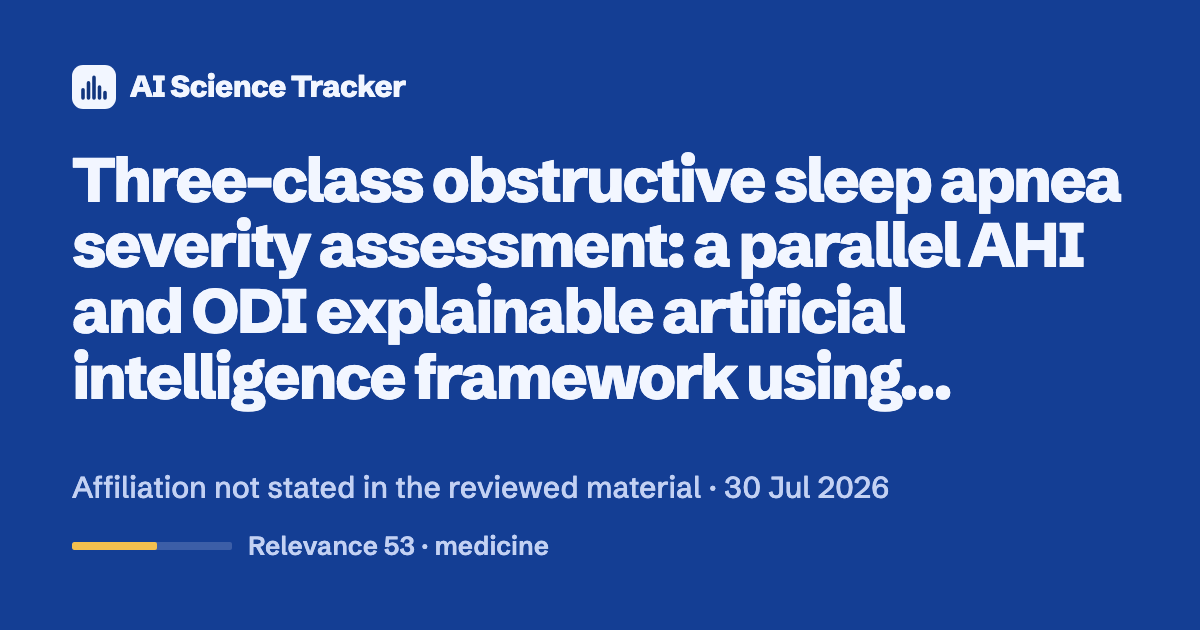 AI Science Tracker
Three-class obstructive sleep apnea
severity assessment: a parallel AHI
and ODI explainable artificial
intelligence framework using...
Affiliation not stated in the reviewed material · 30 Jul 2026
Relevance 53 · medicine